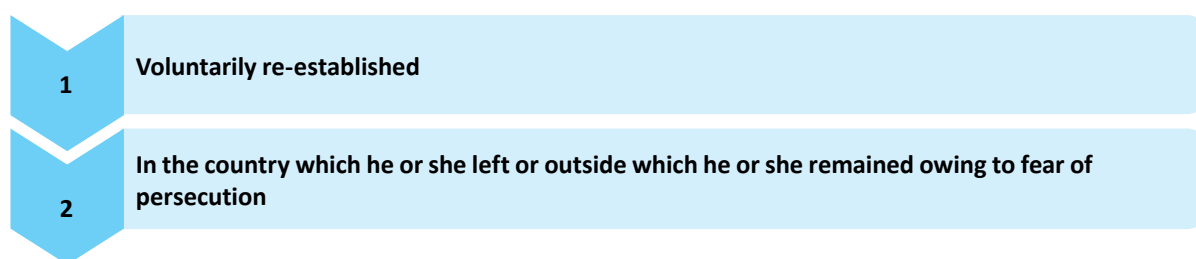 1
Voluntarily re-established
2
In the country which he or she left or outside which he or she remained owing to fear of
persecution